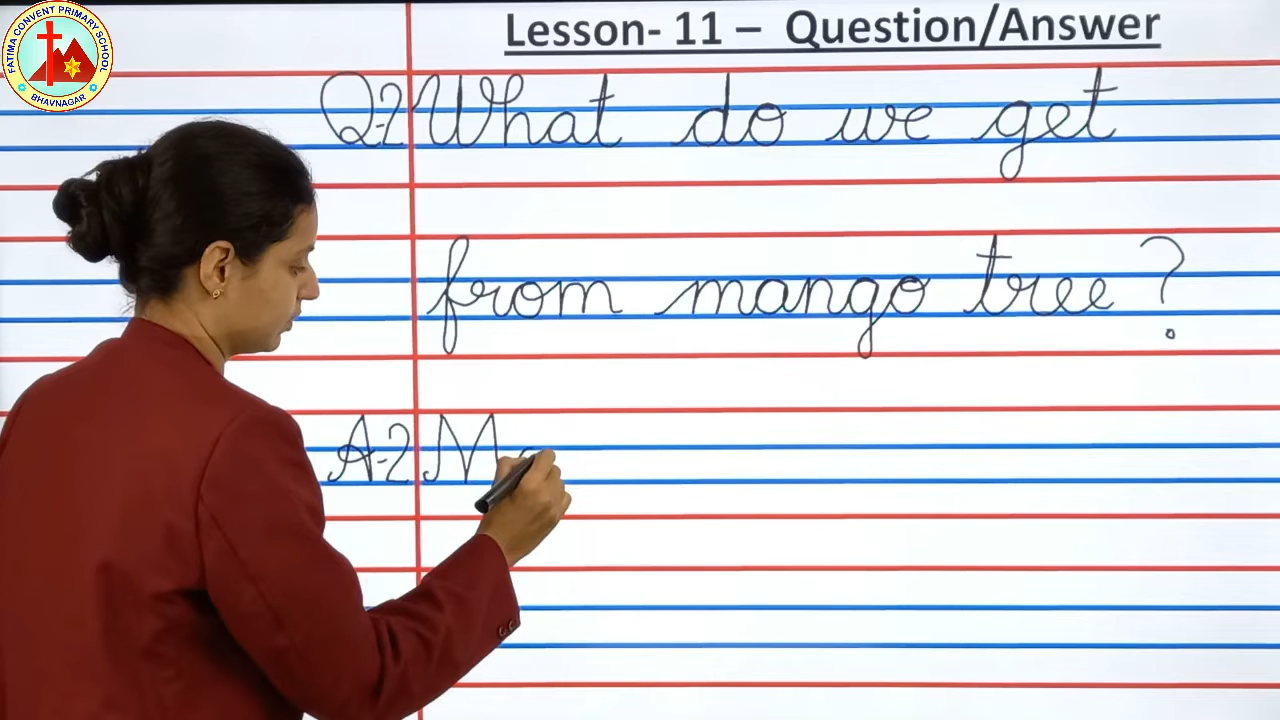 FATIMA CONVENT PRIMARY SCHOOL
BHAVNAGAR
Lesson- 11 – Question/Answer
Q-2 What do we get
from mango tree ?
A-2 M